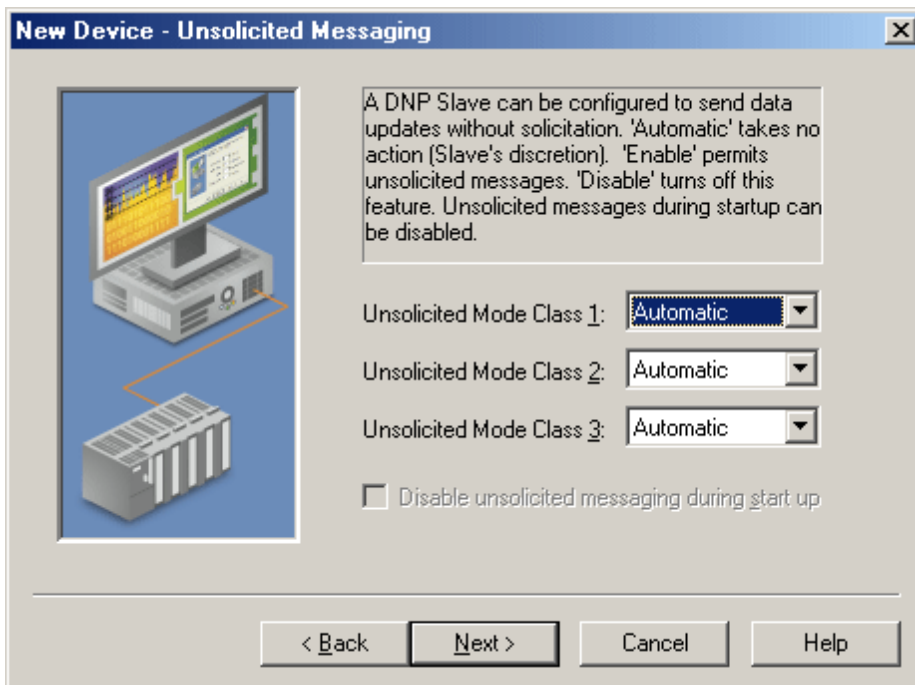 New Device - Unsolicited Messaging
A DNP Slave can be configured to send data
updates without solicitation. 'Automatic' takes no
action (Slave's discretion).  'Enable' permits
unsolicited messages. 'Disable' turns off this
feature. Unsolicited messages during startup can
be disabled.
Unsolicited Mode Class 1: Automatic
Unsolicited Mode Class 2: Automatic
Unsolicited Mode Class 3: Automatic
Disable unsolicited messaging during start up
< Back Next > Cancel Help